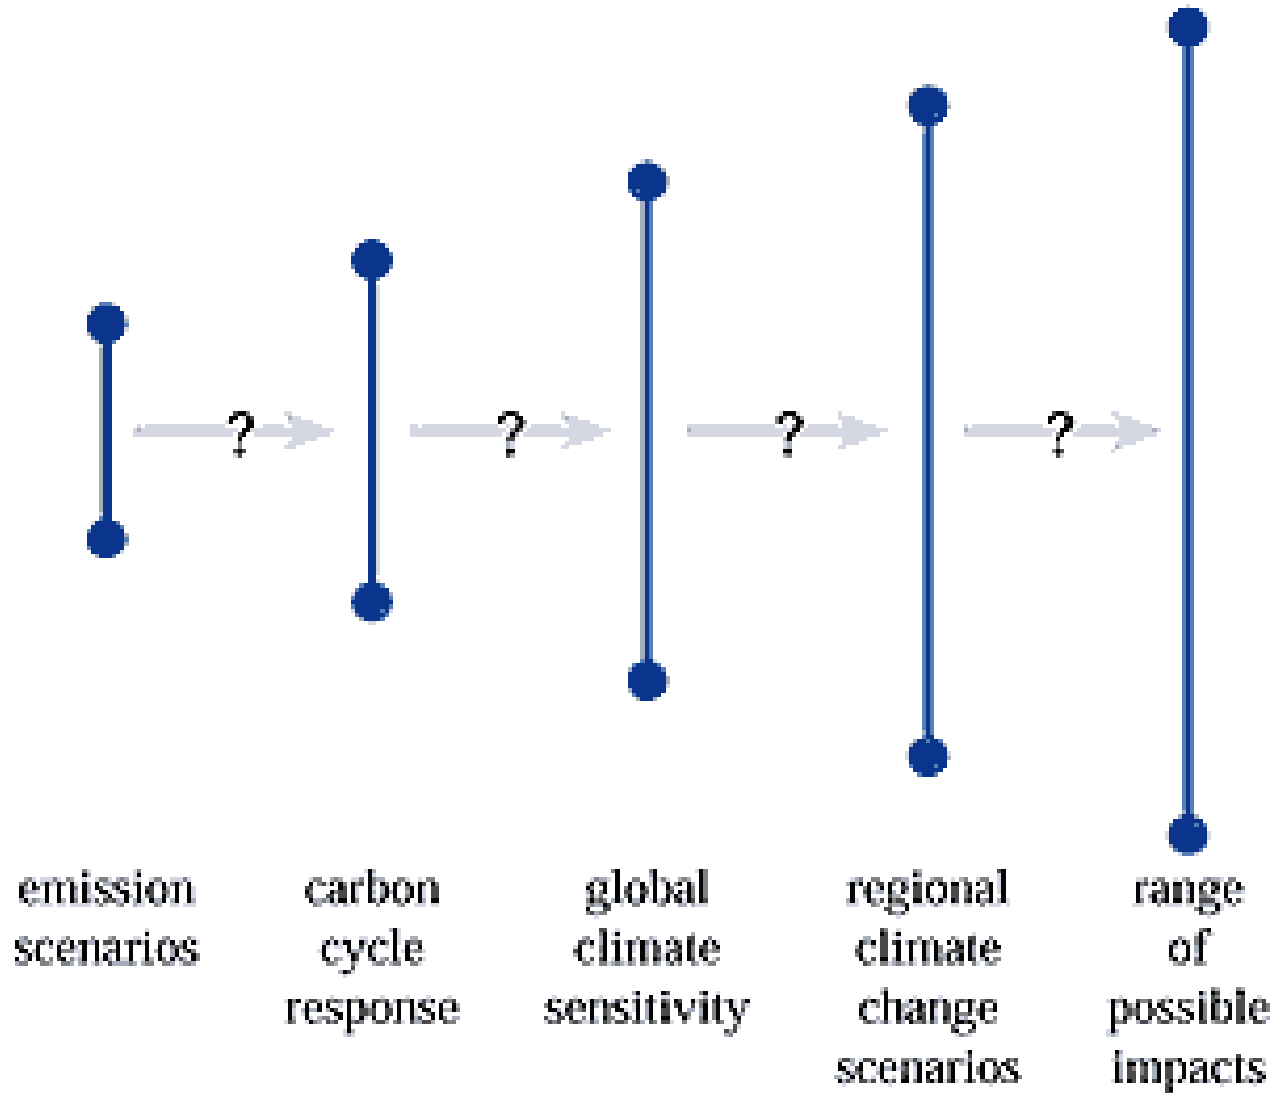 ? ? ? ?
emission
scenarios
carbon
cycle
response
global
climate
sensitivity
regional
climate
change
scenarios
range
of
possible
impacts